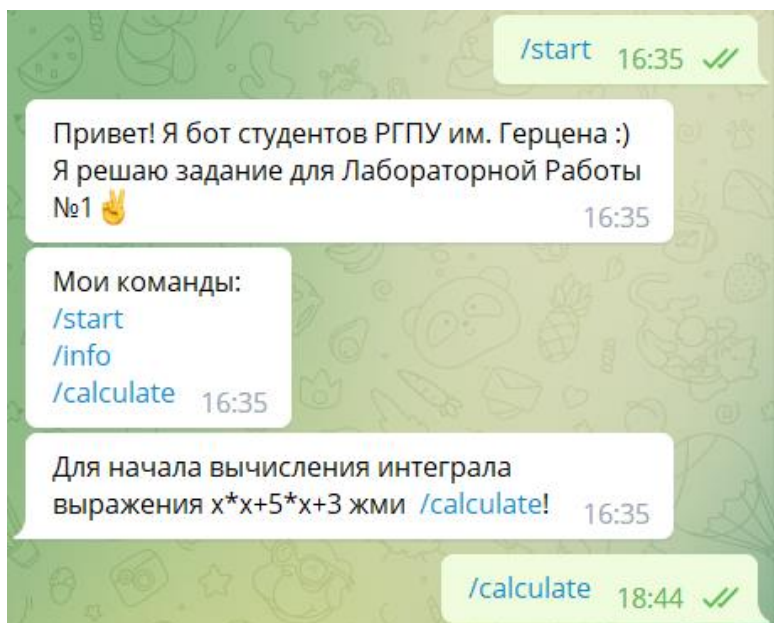 /start 16:35
Привет! Я бот студентов РГПУ им. Герцена :)
Я решаю задание для Лабораторной Работы
№1✌
16:35
Мои команды:
/start
/info
/calculate 16:35
Для начала вычисления интеграла
выражения x*x+5*x+3 жми /calculate!
16:35
/calculate 18:44